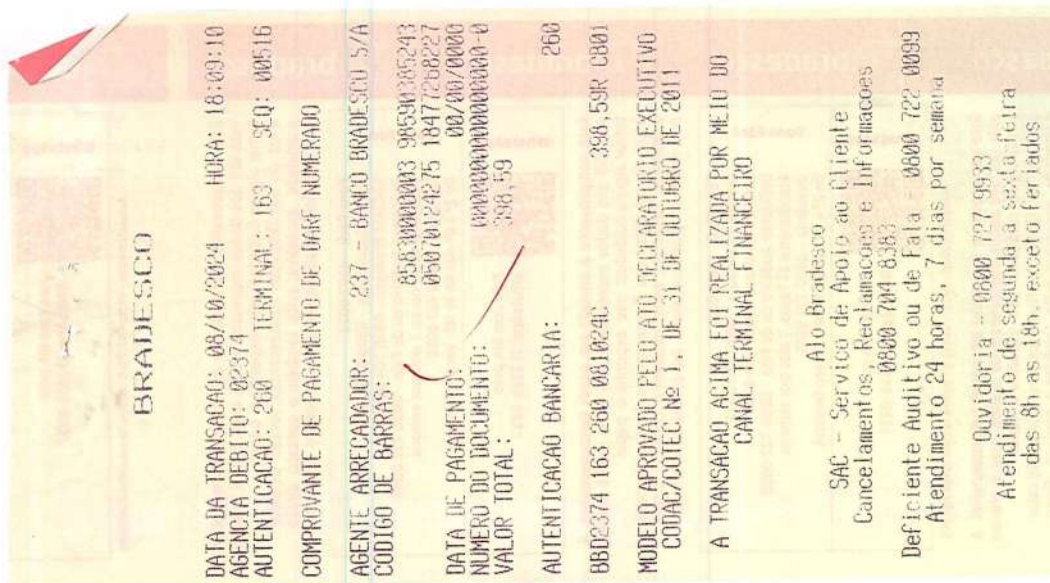 BRADESCO
DATA DA TRANSACAO: 08/10/2024 HORA: 18:09:10
AGENCIA DEBITO: 02374
AUTENTICACAO: 260 TERMINAL: 163 SEQ: 00516
COMPROVANTE DE PAGAMENTO DE DARF NUMERADO
AGENTE ARRECADADOR: 237 - BANCO BRADESCO S/A
CODIGO DE BARRAS:
85830000003 98590385243
05070124275 18477268227
DATA DE PAGAMENTO: 00/00/0000
NUMERO DO DOCUMENTO:
VALOR TOTAL: 398,59
AUTENTICACAO BANCARIA: 260
BBD2374 163 260 081024C 398,59R CB01
MODELO APROVADO PELO ATO DECLARATORIO EXECUTIVO
CODAC/COTEC Nº 1, DE 31 DE OUTUBRO DE 2011
A TRANSACAO ACIMA FOI REALIZADA POR MEIO DO
CANAL TERMINAL FINANCEIRO
Alo Bradesco
SAC - Servico de Apoio ao Cliente
Cancelamentos, Reclamacoes e Informacoes
0800 704 8383
Deficiente Auditivo ou de Fala - 0800 722 0099
Atendimento 24 horas, 7 dias por semana
Ouvidoria - 0800 727 9933
Atendimento de segunda a sexta feira
das 8h as 18h, exceto feriados